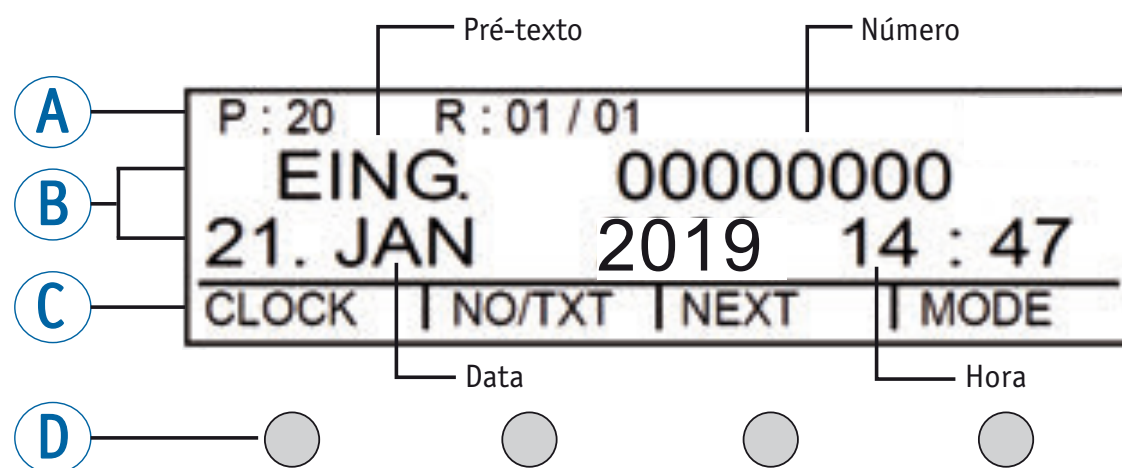 Pré-texto Número
A P : 20 R : 01 / 01
B EING. 00000000
21. JAN 2019 14 : 47
C CLOCK NO/TXT NEXT MODE
Data Hora
D